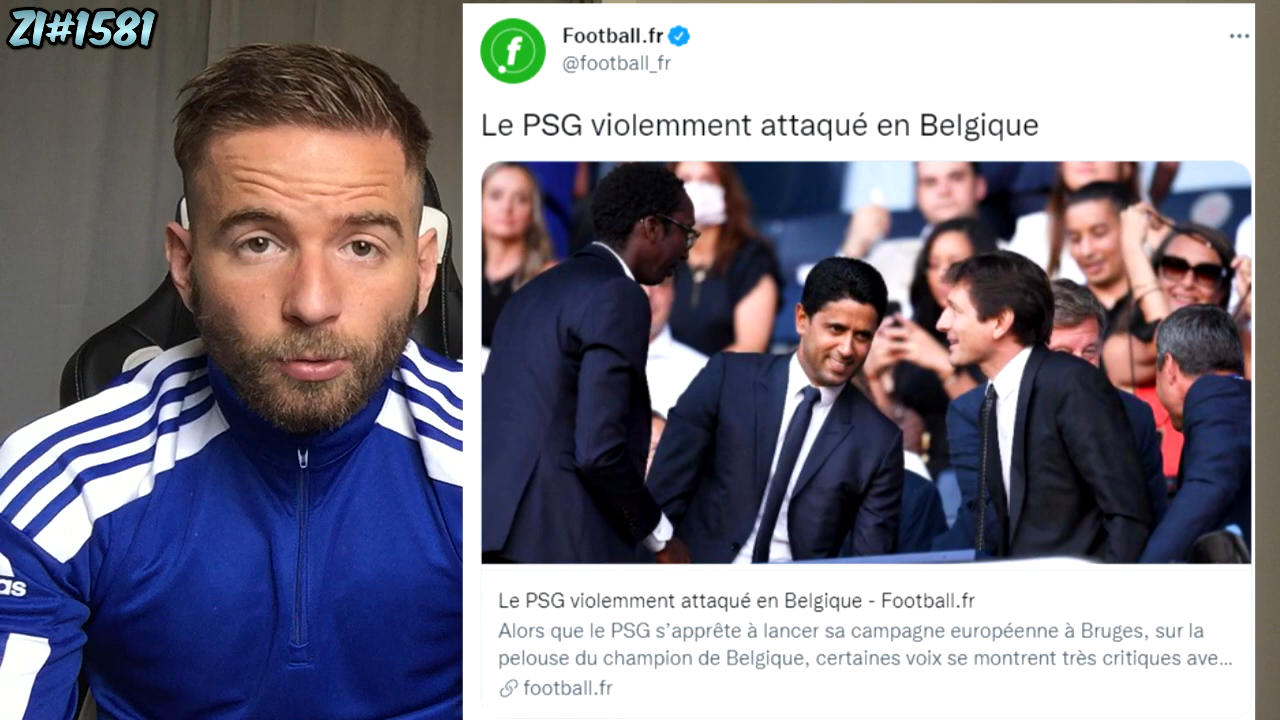 ZI#1581
Football.fr
@football_fr
Le PSG violemment attaqué en Belgique
as
Le PSG violemment attaqué en Belgique - Football.fr
Alors que le PSG s'apprête à lancer sa campagne européenne à Bruges, sur la
pelouse du champion de Belgique, certaines voix se montrent très critiques ave...
football.fr